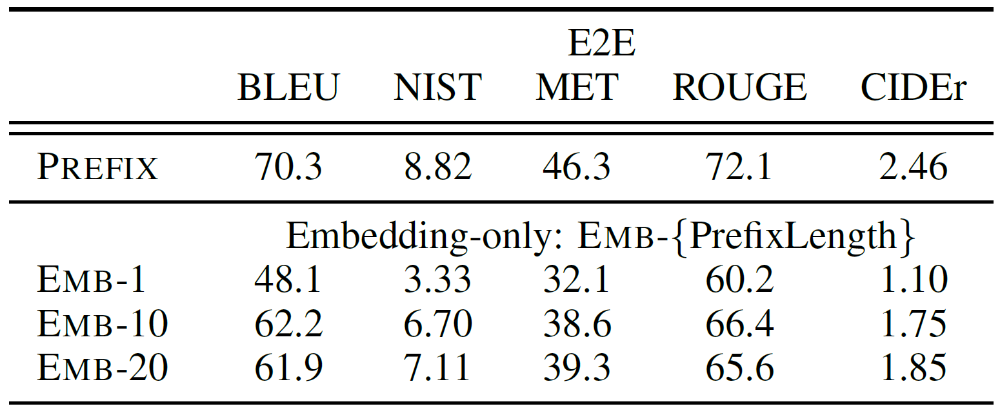 E2E
BLEU NIST MET ROUGE CIDEr
PREFIX 70.3 8.82 46.3 72.1 2.46
Embedding-only: EMB-{PrefixLength}
EMB-1 48.1 3.33 32.1 60.2 1.10
EMB-10 62.2 6.70 38.6 66.4 1.75
EMB-20 61.9 7.11 39.3 65.6 1.85